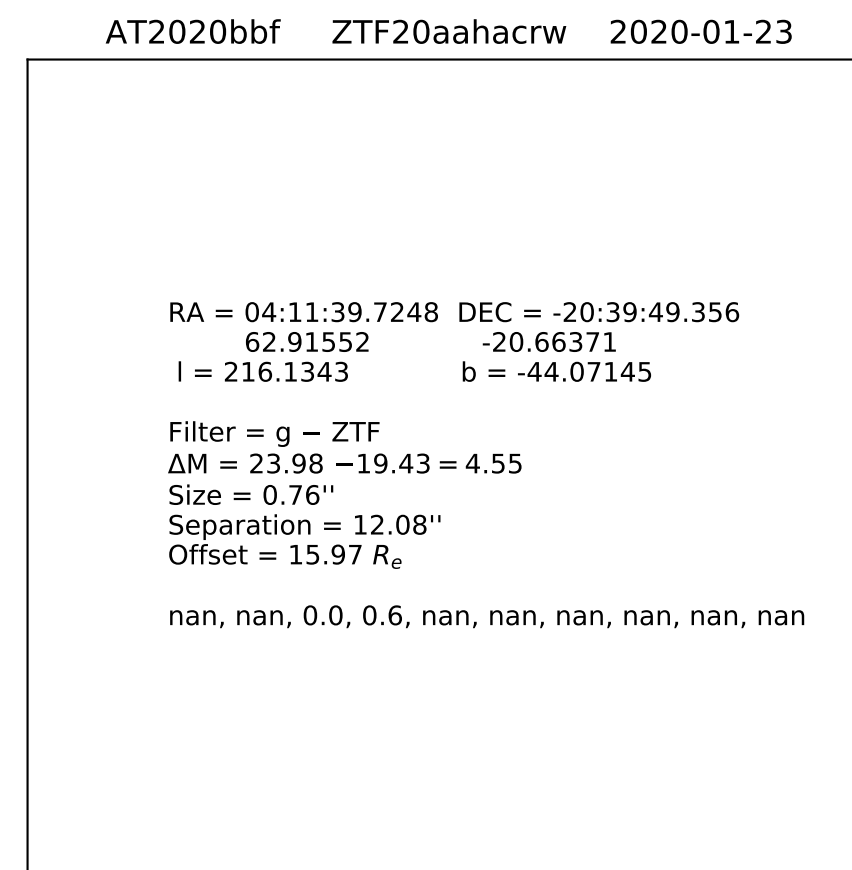 AT2020bbf ZTF20aahacrw 2020-01-23
RA = 04:11:39.7248 DEC = -20:39:49.356
62.91552 -20.66371
l = 216.1343 b = -44.07145
Filter = g − ZTF
ΔM = 23.98 −19.43 = 4.55
Size = 0.76''
Separation = 12.08''
Offset = 15.97 Rₑ
nan, nan, 0.0, 0.6, nan, nan, nan, nan, nan, nan